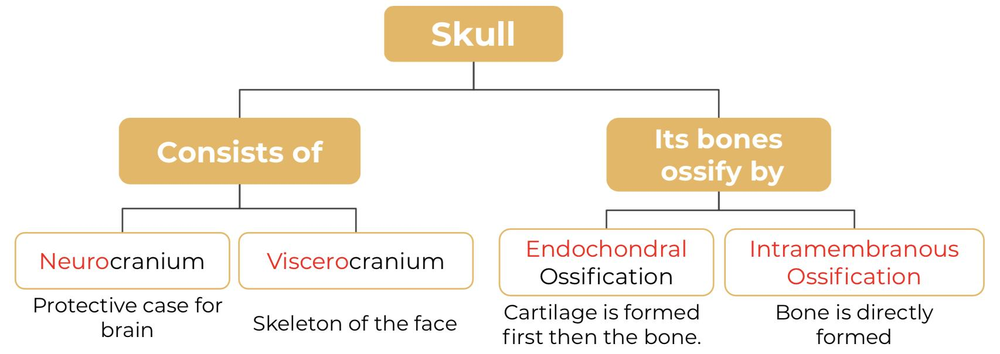 Skull
Consists of
Its bones
ossify by
Neurocranium
Viscerocranium
Endochondral
Ossification
Intramembranous
Ossification
Protective case for
brain
Skeleton of the face
Cartilage is formed
first then the bone.
Bone is directly
formed